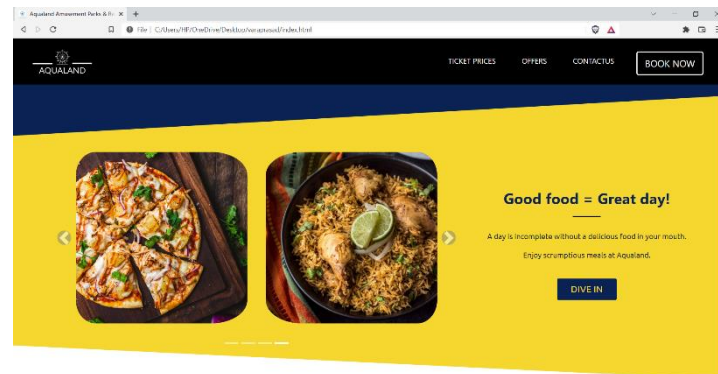 Aqualand Amusement Parks & R
File | C:/Users/HP/OneDrive/Desktop/varaprasad/index.html
AQUALAND
TICKET PRICES
OFFERS
CONTACTUS
BOOK NOW
Good food = Great day!
A day is incomplete without a delicious food in your mouth.
Enjoy scrumptious meals at Aqualand.
DIVE IN